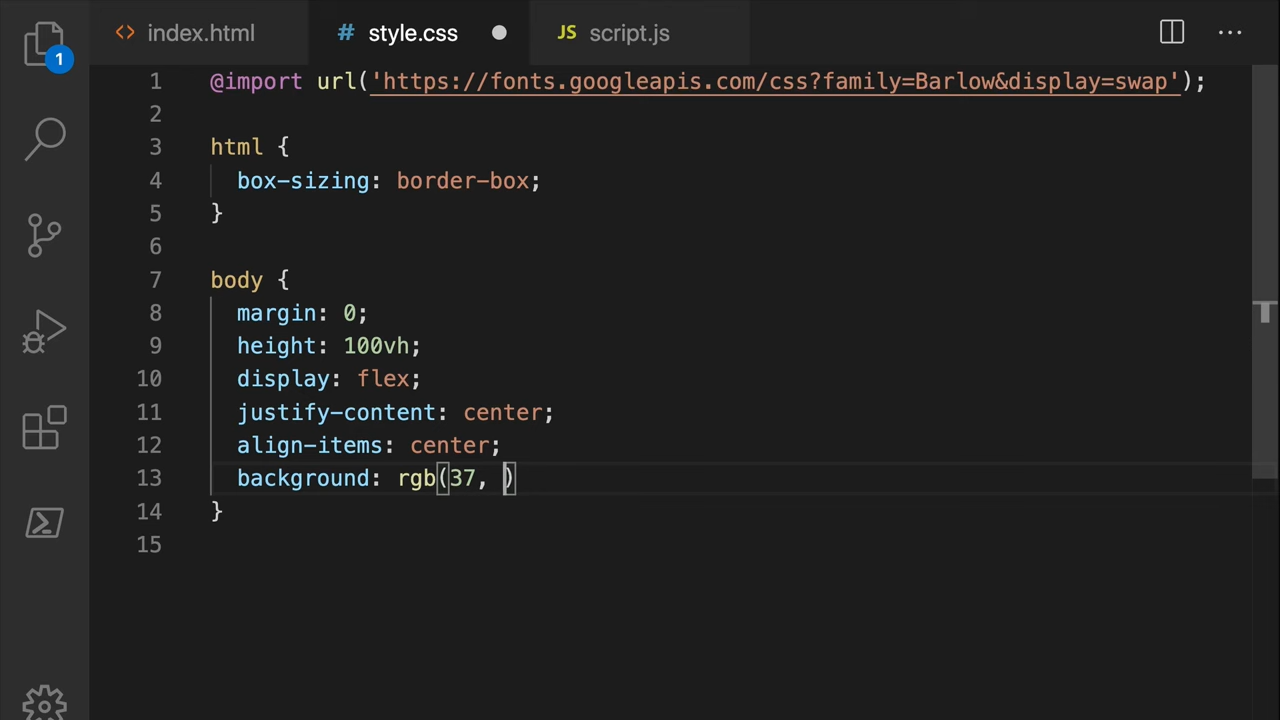 index.html
# style.css
JS script.js
1
1 @import url('https://fonts.googleapis.com/css?family=Barlow&display=swap');
2
3 html {
4 box-sizing: border-box;
5 }
6
7 body {
8 margin: 0;
9 height: 100vh;
10 display: flex;
11 justify-content: center;
12 align-items: center;
13 background: rgb(37, )
14 }
15